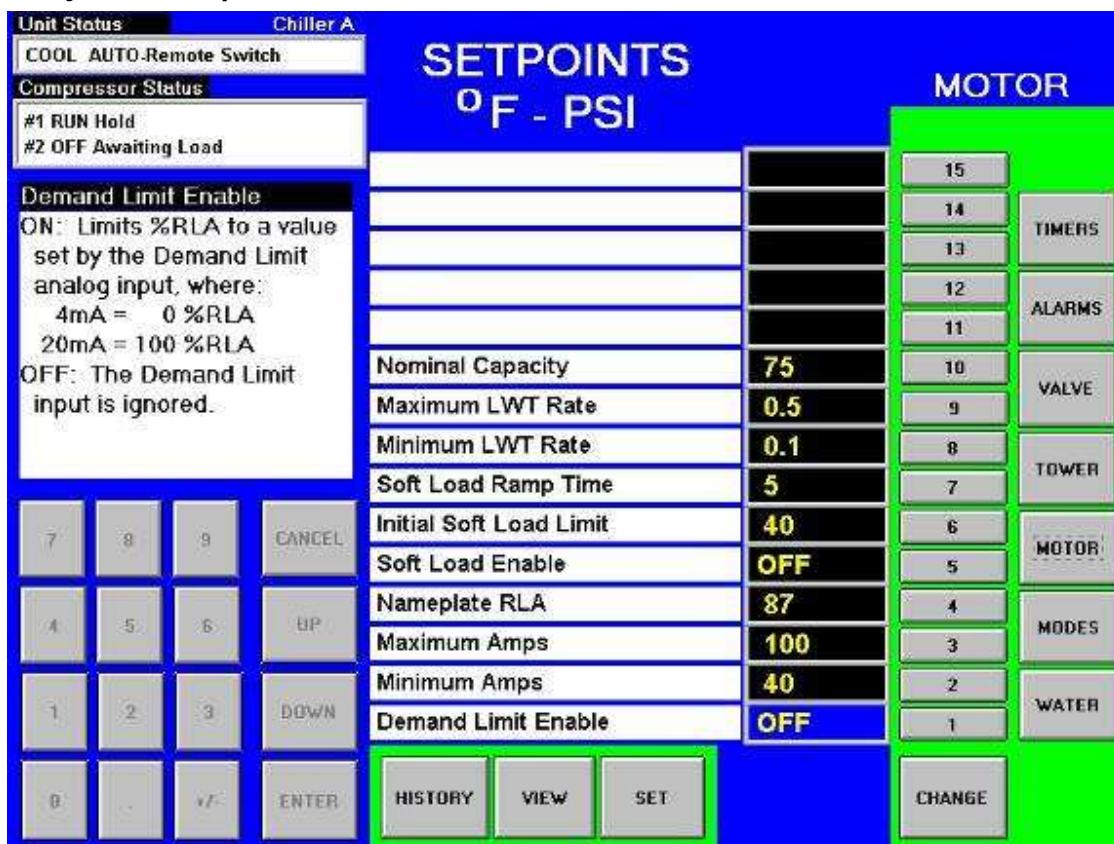 Unit Status Chiller A
COOL AUTO-Remote Switch
Compressor Status
#1 RUN Hold
#2 OFF Awaiting Load
SETPOINTS
ºF - PSI
MOTOR
Demand Limit Enable
ON: Limits %RLA to a value
set by the Demand Limit
analog input, where:
4mA = 0 %RLA
20mA = 100 %RLA
OFF: The Demand Limit
input is ignored.
Nominal Capacity 75
Maximum LWT Rate 0.5
Minimum LWT Rate 0.1
Soft Load Ramp Time 5
Initial Soft Load Limit 40
Soft Load Enable OFF
Nameplate RLA 87
Maximum Amps 100
Minimum Amps 40
Demand Limit Enable OFF
15
14
13
12
11
10
9
8
7
6
5
4
3
2
1
TIMERS
ALARMS
VALVE
TOWER
MOTOR
MODES
WATER
7 8 9 CANCEL
4 5 6 UP
1 2 3 DOWN
0 . +/- ENTER
HISTORY VIEW SET
CHANGE